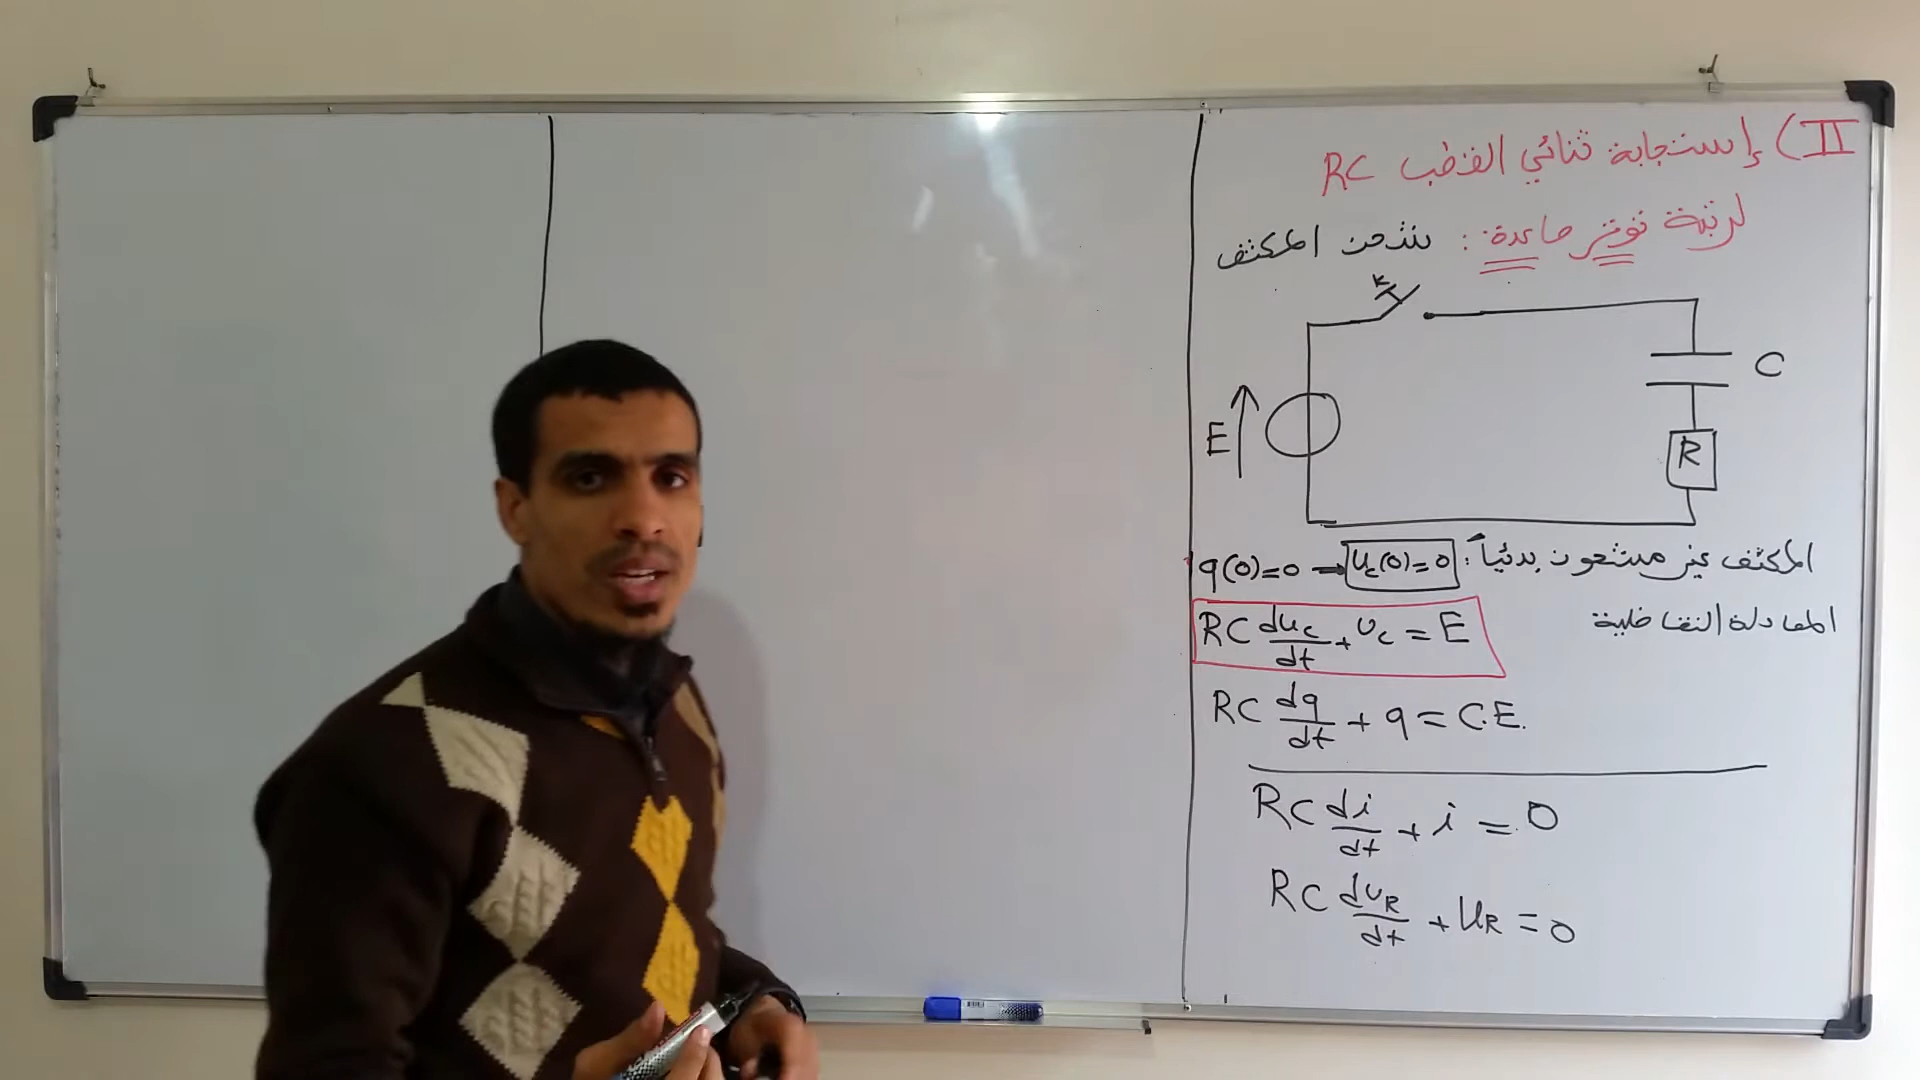 II) إستجابة ثنائي القطب RC
لرتبة توتر صاعدة : شحن المكثف
K
C
E
R
المكثف غير مشحون بدئياً : uc(0)=0 ← q(0)=0
المعادلة التفاضلية
RC duc/dt + uc = E
RC dq/dt + q = C.E.
RC di/dt + i = 0
RC duR/dt + uR = 0